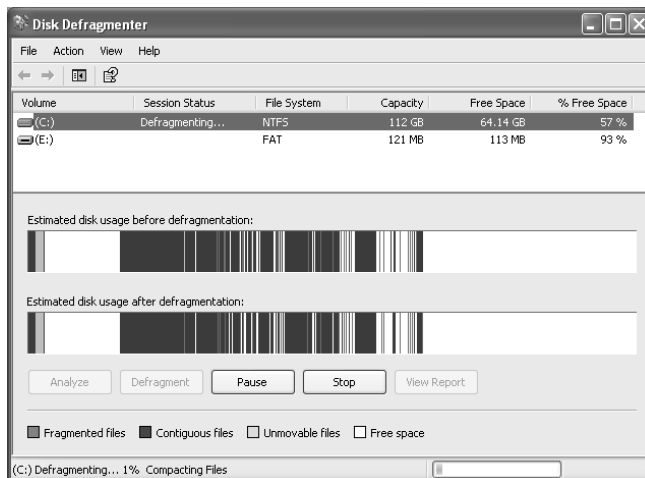 Disk Defragmenter
File Action View Help
Volume Session Status File System Capacity Free Space % Free Space
(C:) Defragmenting... NTFS 112 GB 64.14 GB 57 %
(E:) FAT 121 MB 113 MB 93 %
Estimated disk usage before defragmentation:
Estimated disk usage after defragmentation:
Analyze Defragment Pause Stop View Report
Fragmented files Contiguous files Unmovable files Free space
(C:) Defragmenting... 1% Compacting Files